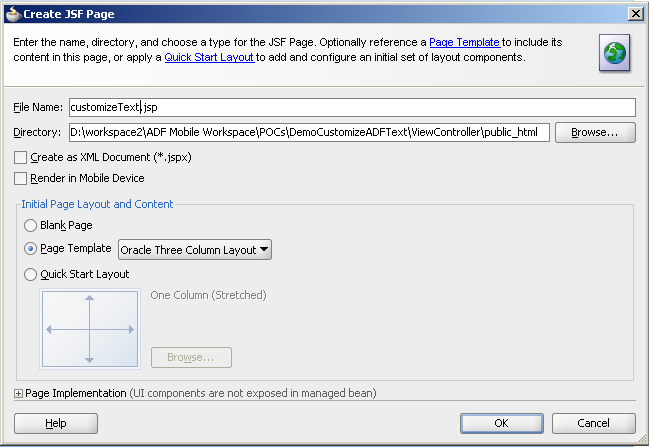 Create JSF Page
Enter the name, directory, and choose a type for the JSF Page. Optionally reference a Page Template to include its
content in this page, or apply a Quick Start Layout to add and configure an initial set of layout components.
File Name: customizeText.jsp
Directory: D:\workspace2\ADF Mobile Workspace\POCs\DemoCustomizeADFText\ViewController\public_html Browse...
Create as XML Document (*.jspx)
Render in Mobile Device
Initial Page Layout and Content
Blank Page
Page Template Oracle Three Column Layout
Quick Start Layout
One Column (Stretched)
Browse...
Page Implementation (UI components are not exposed in managed bean)
Help OK Cancel